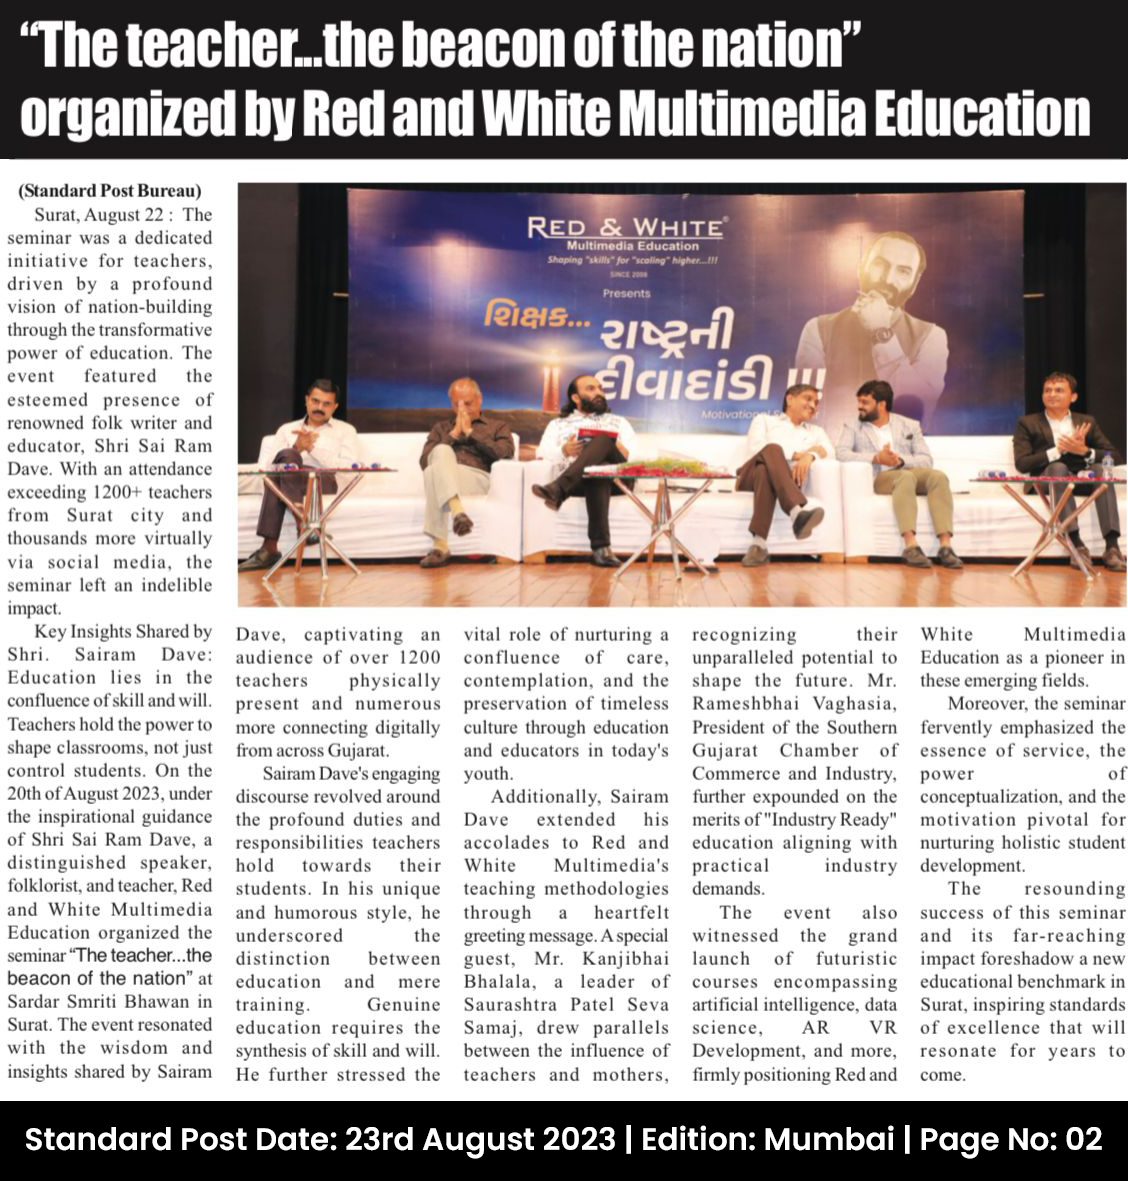 “The teacher...the beacon of the nation”
organized by Red and White Multimedia Education
(Standard Post Bureau)
Surat, August 22 : The
seminar was a dedicated
initiative for teachers,
driven by a profound
vision of nation-building
through the transformative
power of education. The
event featured the
esteemed presence of
renowned folk writer and
educator, Shri Sai Ram
Dave. With an attendance
exceeding 1200+ teachers
from Surat city and
thousands more virtually
via social media, the
seminar left an indelible
impact.
Key Insights Shared by
Shri. Sairam Dave:
Education lies in the
confluence of skill and will.
Teachers hold the power to
shape classrooms, not just
control students. On the
20th of August 2023, under
the inspirational guidance
of Shri Sai Ram Dave, a
distinguished speaker,
folklorist, and teacher, Red
and White Multimedia
Education organized the
seminar “The teacher...the
beacon of the nation” at
Sardar Smriti Bhawan in
Surat. The event resonated
with the wisdom and
insights shared by Sairam
RED & WHITE®
Multimedia Education
Shaping "skills" for "scaling" higher...!!!
SINCE 2008
Presents
શિક્ષક...
રાષ્ટ્રની
દીવાદાંડી !!!
Motivational
Dave, captivating an
audience of over 1200
teachers physically
present and numerous
more connecting digitally
from across Gujarat.
Sairam Dave's engaging
discourse revolved around
the profound duties and
responsibilities teachers
hold towards their
students. In his unique
and humorous style, he
underscored the
distinction between
education and mere
training. Genuine
education requires the
synthesis of skill and will.
He further stressed the
vital role of nurturing a
confluence of care,
contemplation, and the
preservation of timeless
culture through education
and educators in today's
youth.
Additionally, Sairam
Dave extended his
accolades to Red and
White Multimedia's
teaching methodologies
through a heartfelt
greeting message. A special
guest, Mr. Kanjibhai
Bhalala, a leader of
Saurashtra Patel Seva
Samaj, drew parallels
between the influence of
teachers and mothers,
recognizing their
unparalleled potential to
shape the future. Mr.
Rameshbhai Vaghasia,
President of the Southern
Gujarat Chamber of
Commerce and Industry,
further expounded on the
merits of "Industry Ready"
education aligning with
practical industry
demands.
The event also
witnessed the grand
launch of futuristic
courses encompassing
artificial intelligence, data
science, AR VR
Development, and more,
firmly positioning Red and
White Multimedia
Education as a pioneer in
these emerging fields.
Moreover, the seminar
fervently emphasized the
essence of service, the
power of
conceptualization, and the
motivation pivotal for
nurturing holistic student
development.
The resounding
success of this seminar
and its far-reaching
impact foreshadow a new
educational benchmark in
Surat, inspiring standards
of excellence that will
resonate for years to
come.
Standard Post Date: 23rd August 2023 | Edition: Mumbai | Page No: 02